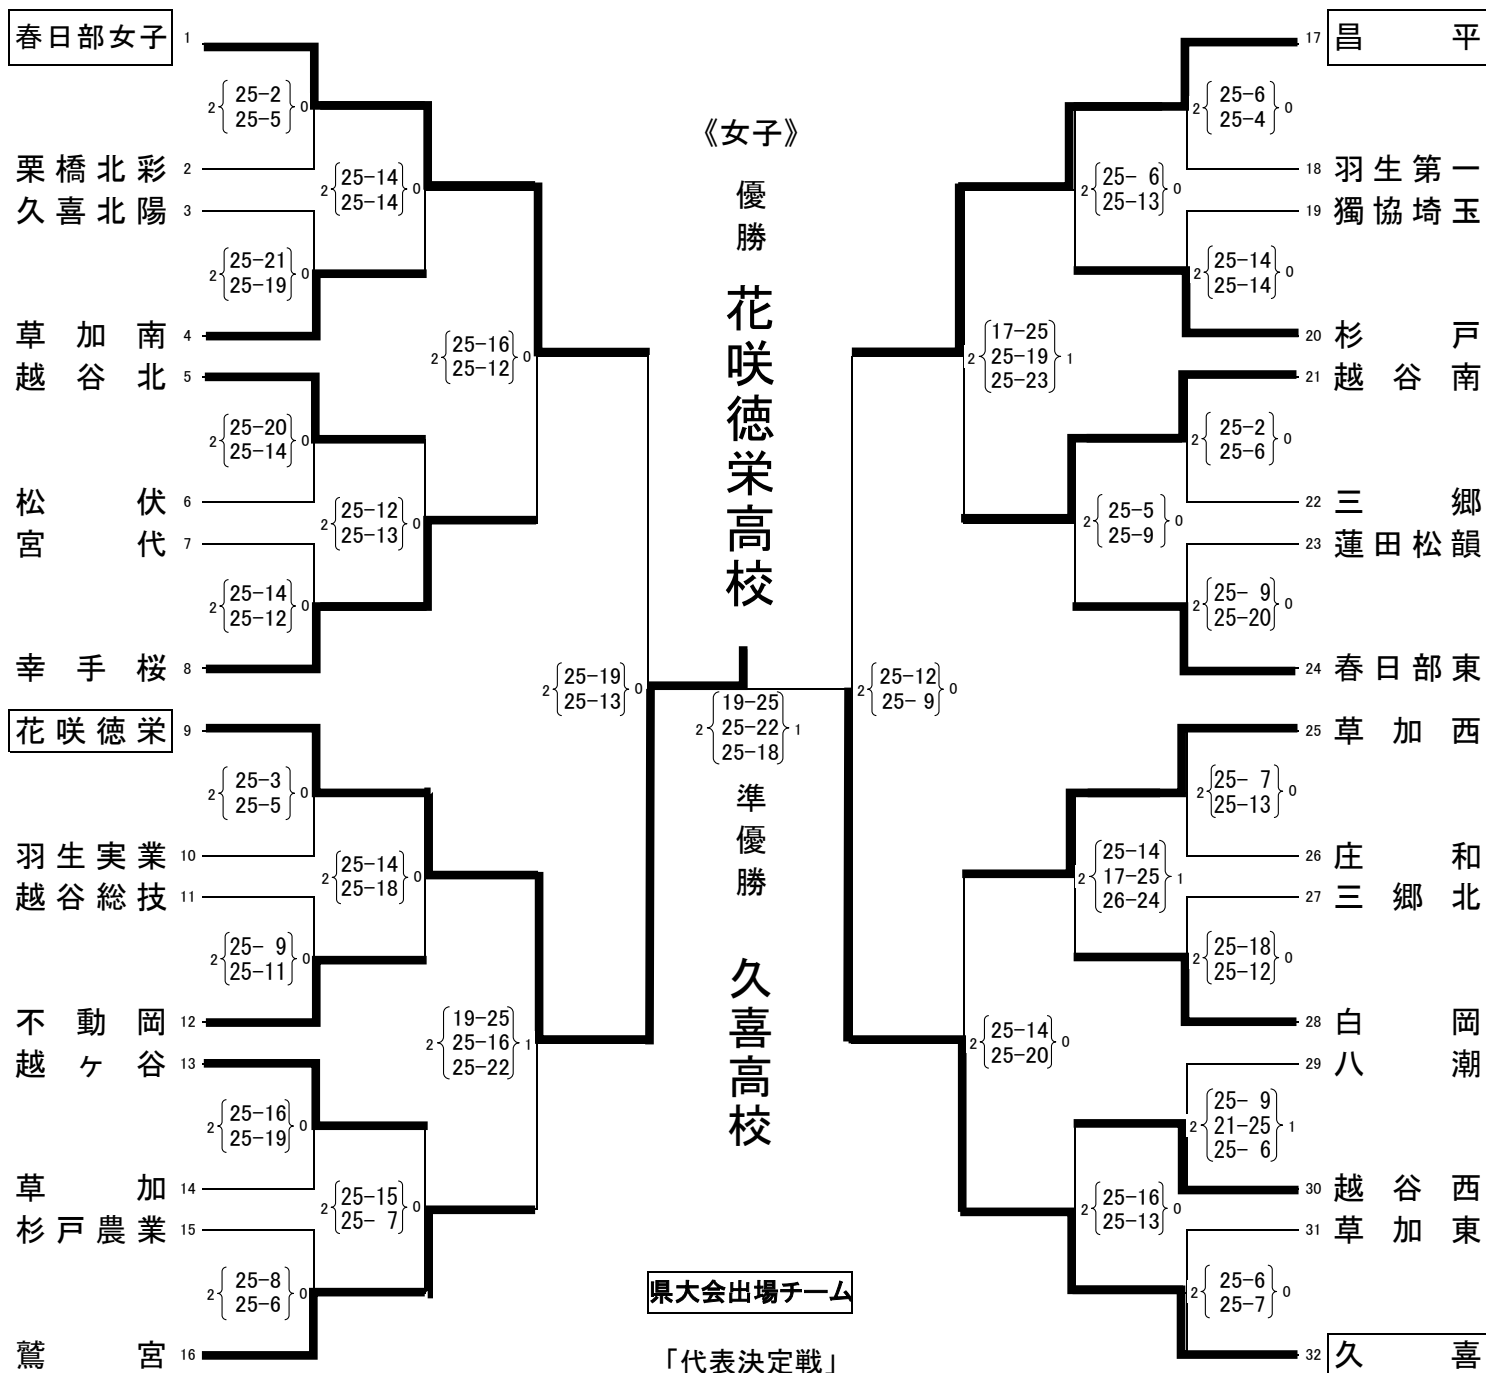 《女子》
優勝
花咲徳栄高校
準優勝
久喜高校
県大会出場チーム
「代表決定戦」
春日部女子 1
2 25-2 0
25-5
栗橋北彩 2
久喜北陽 3
2 25-21 0
25-19
草加南 4
2 25-14 0
25-14
越谷北 5
2 25-20 0
25-14
松伏 6
宮代 7
2 25-14 0
25-12
幸手桜 8
2 25-12 0
25-13
2 25-16 0
25-12
花咲徳栄 9
2 25-3 0
25-5
羽生実業 10
越谷総技 11
2 25- 9 0
25-11
不動岡 12
2 25-14 0
25-18
越ヶ谷 13
2 25-16 0
25-19
草加 14
杉戸農業 15
2 25-8 0
25-6
鷲宮 16
2 25-15 0
25- 7
2 19-25 1
25-16
25-22
2 25-19 0
25-13
2 19-25 1
25-22
25-18
2 25-12 0
25- 9
17 昌平
2 25-6 0
25-4
18 羽生第一
19 獨協埼玉
2 25-14 0
25-14
20 杉戸
2 25- 6 0
25-13
21 越谷南
2 25-2 0
25-6
22 三郷
23 蓮田松韻
2 25- 9 0
25-20
24 春日部東
2 25-5 0
25-9
2 17-25 1
25-19
25-23
25 草加西
2 25- 7 0
25-13
26 庄和
27 三郷北
2 25-18 0
25-12
28 白岡
2 25-14 1
17-25
26-24
29 八潮
2 25- 9 1
21-25
25- 6
30 越谷西
31 草加東
2 25-6 0
25-7
32 久喜
2 25-16 0
25-13
2 25-14 0
25-20